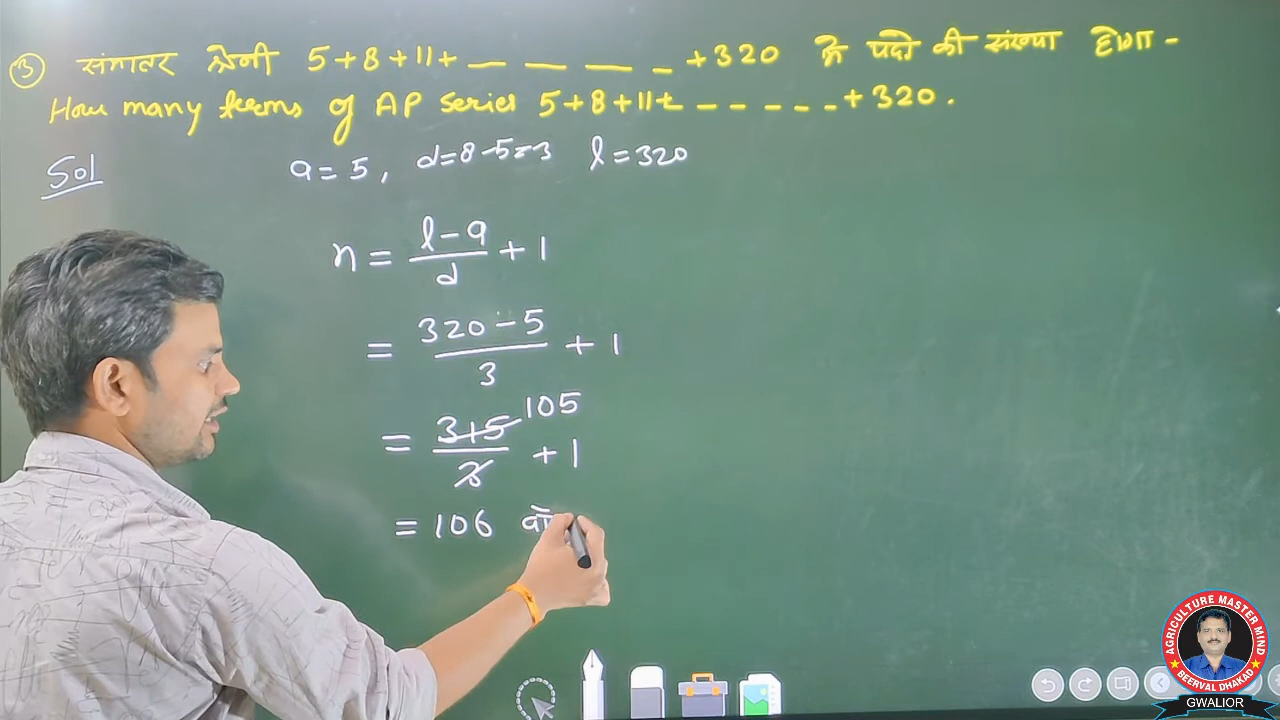 ③ समान्तर श्रेणी 5+8+11+ _ _ _ _ +320 के पदों की संख्या होगा -
How many terms of AP series 5+8+11+ - - - - - +320.
Sol
a=5, d=8-5=3 l=320
n = l-a/d + 1
= 320-5/3 + 1
= 315/3 105 + 1
= 106 वाँ
AGRICULTURE MASTER MIND
BEERVAL DHAKAD
GWALIOR